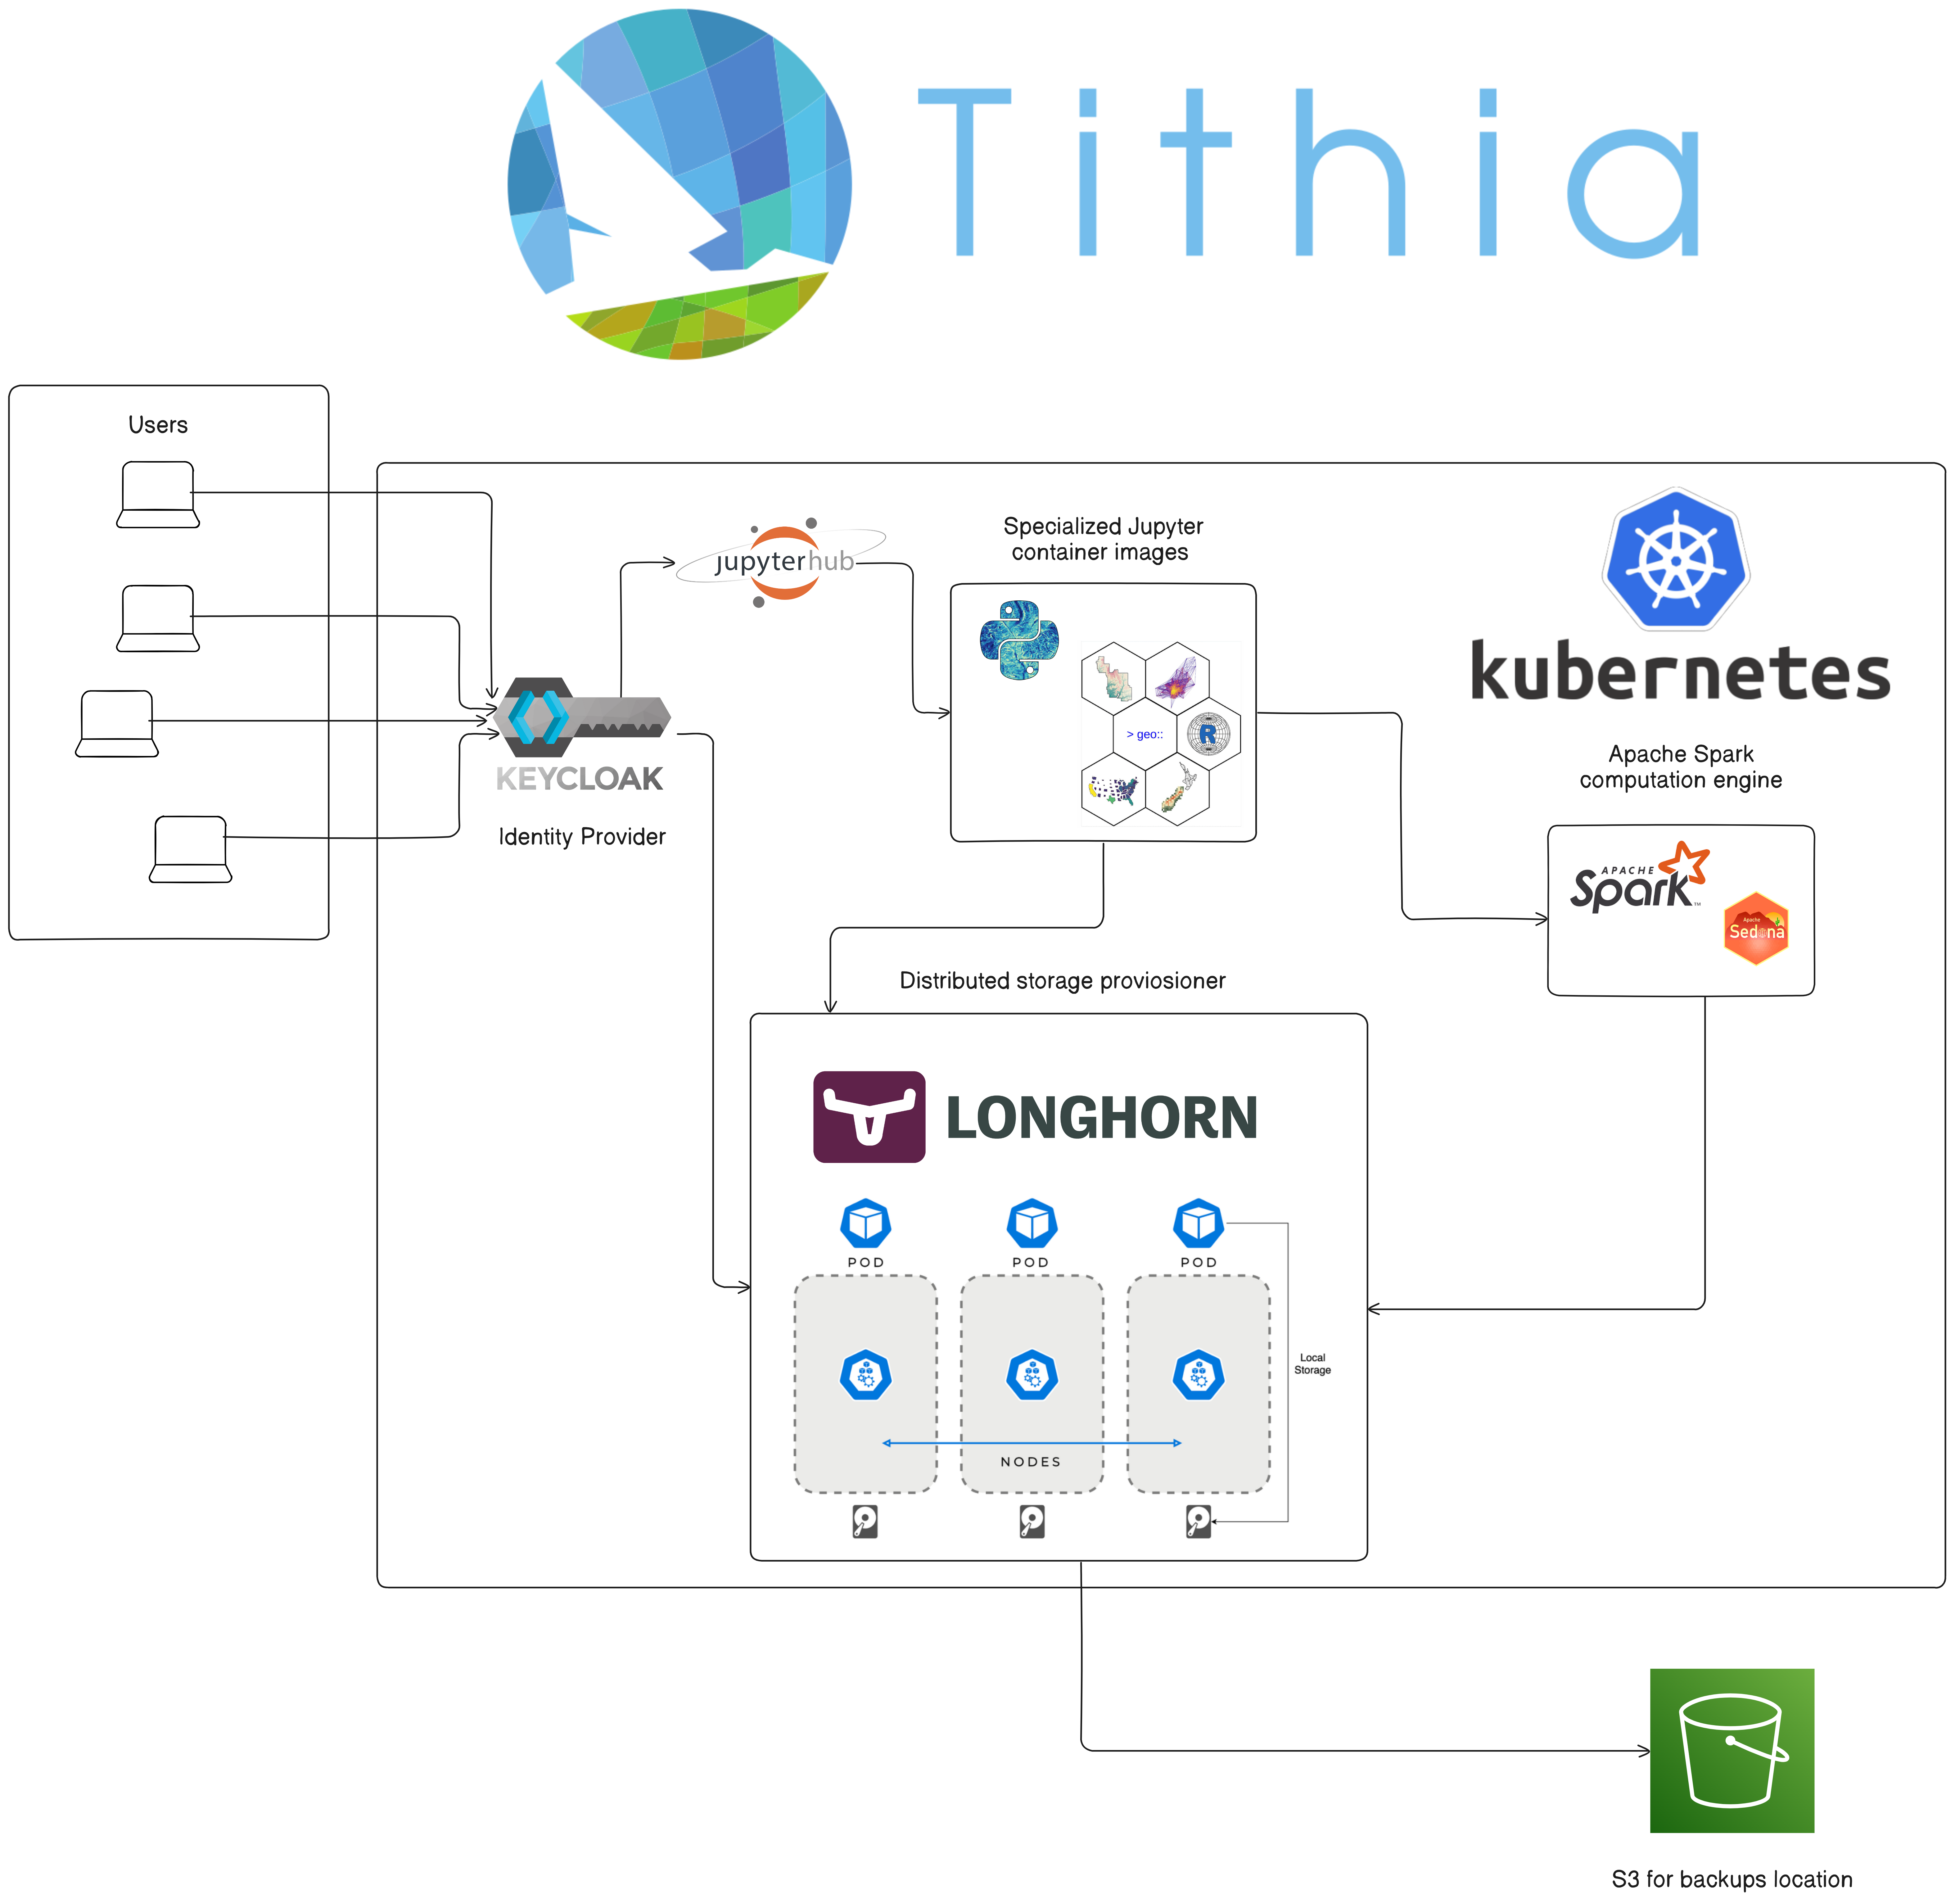 Tithia
Users
jupyterhub
Specialized Jupyter
container images
> geo::
R
kubernetes
KEYCLOAK
Identity Provider
Apache Spark
computation engine
APACHE
Spark™
Apache
Sedona
Distributed storage proviosioner
LONGHORN
POD
POD
POD
Local
Storage
NODES
S3 for backups location